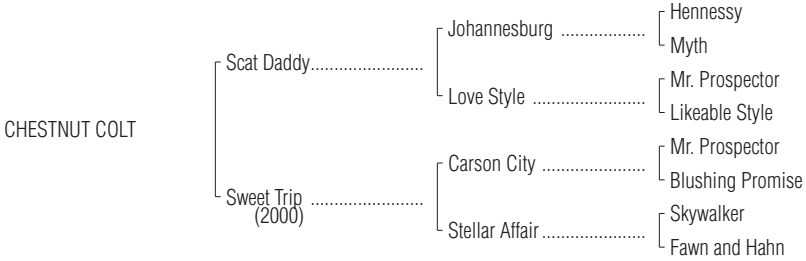 Hennessy
Johannesburg ....................
Myth
Scat Daddy.......................
Mr. Prospector
Love Style .......................
Likeable Style
CHESTNUT COLT
Mr. Prospector
Carson City .....................
Blushing Promise
Sweet Trip .......................
(2000)
Skywalker
Stellar Affair.....................
Fawn and Hahn